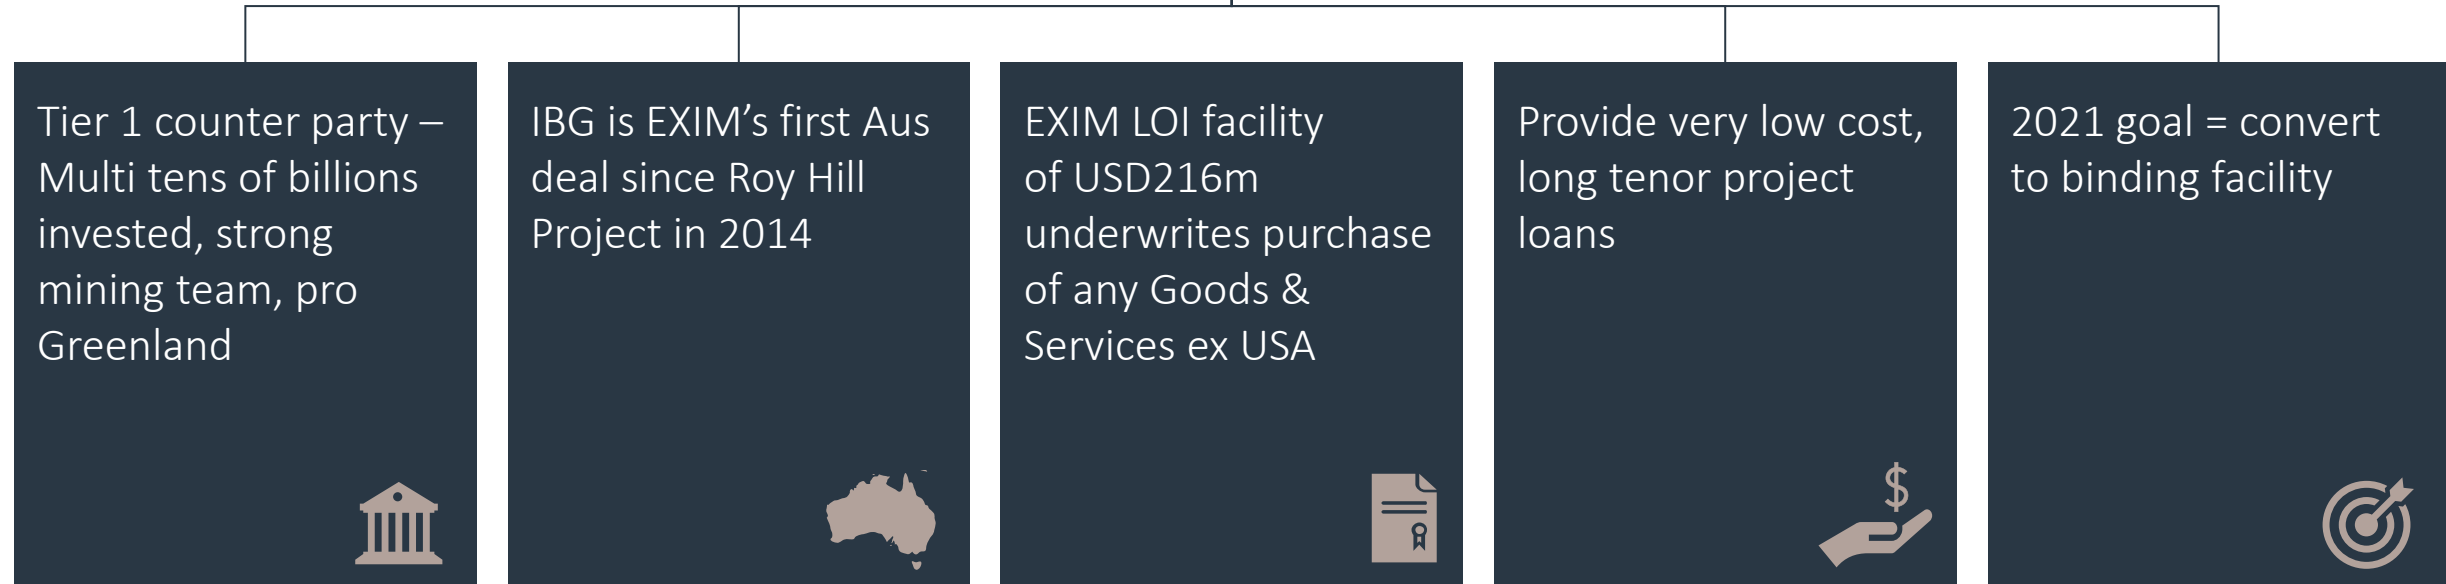 Tier 1 counter party –
Multi tens of billions
invested, strong
mining team, pro
Greenland
IBG is EXIM’s first Aus
deal since Roy Hill
Project in 2014
EXIM LOI facility
of USD216m
underwrites purchase
of any Goods &
Services ex USA
Provide very low cost,
long tenor project
loans
2021 goal = convert
to binding facility
$